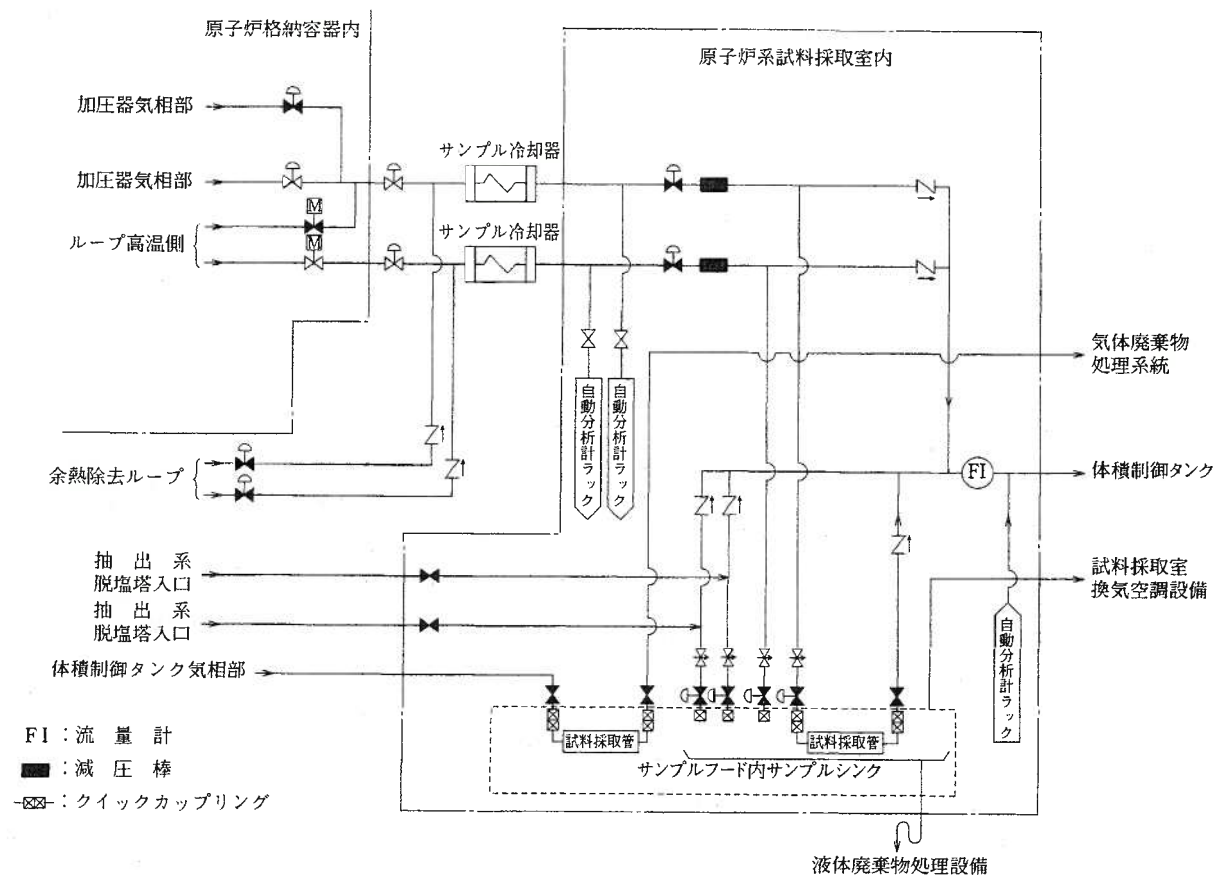 原子炉格納容器内
原子炉系試料採取室内
加圧器気相部
サンプル冷却器
加圧器気相部
M
ループ高温側
M
サンプル冷却器
気体廃棄物
処理系統
自動分析計ラック
自動分析計ラック
余熱除去ループ
FI
体積制御タンク
抽出系
脱塩塔入口
抽出系
脱塩塔入口
試料採取室
換気空調設備
自動分析計ラック
体積制御タンク気相部
試料採取管
試料採取管
サンプルフード内サンプルシンク
FI:流量計
:減圧棒
:クイックカップリング
液体廃棄物処理設備